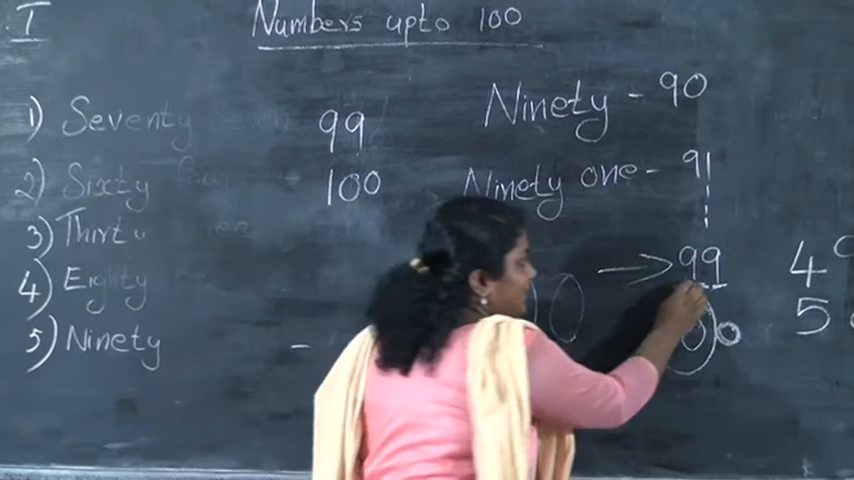 I
Numbers upto 100
1) Seventy
2) Sixty
3) Thirty
4) Eighty
5) Ninety -
99
100
Ninety - 90
Ninety one - 91
→ 99
4
5